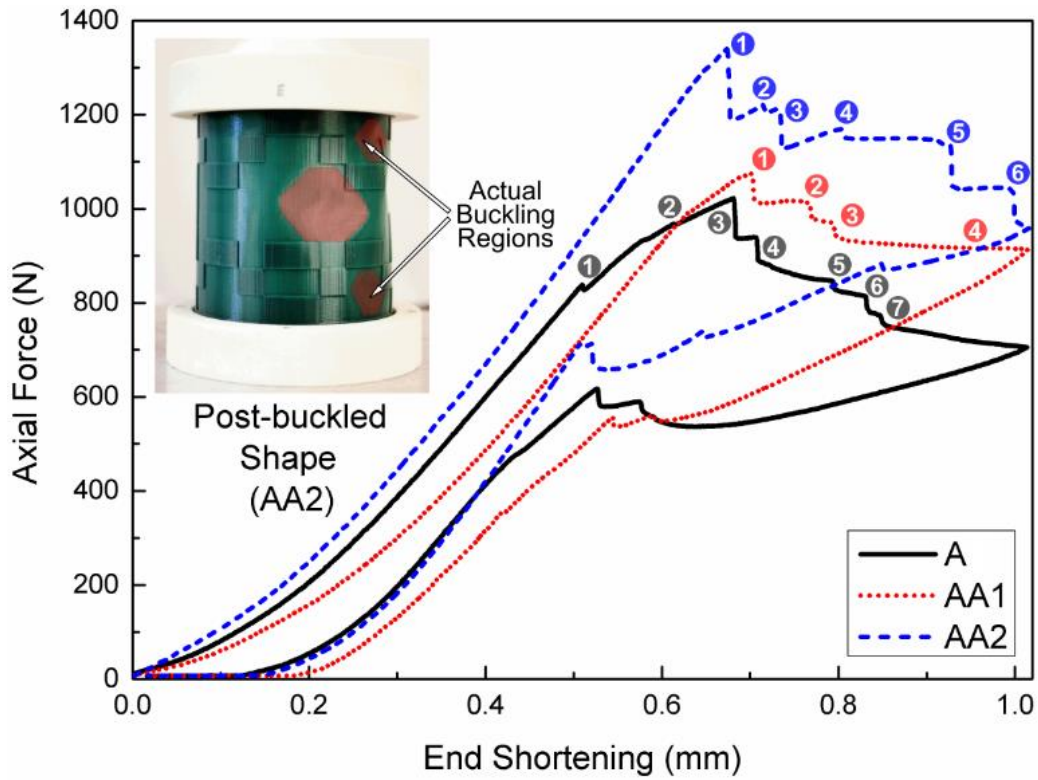 1400
1200
1000
800
600
400
200
0
0.0
0.2
0.4
0.6
0.8
1.0
Axial Force (N)
End Shortening (mm)
E
Actual
Buckling
Regions
Post-buckled
Shape
(AA2)
1
2
3
4
5
6
1
2
3
4
1
2
3
4
5
6
7
A
AA1
AA2